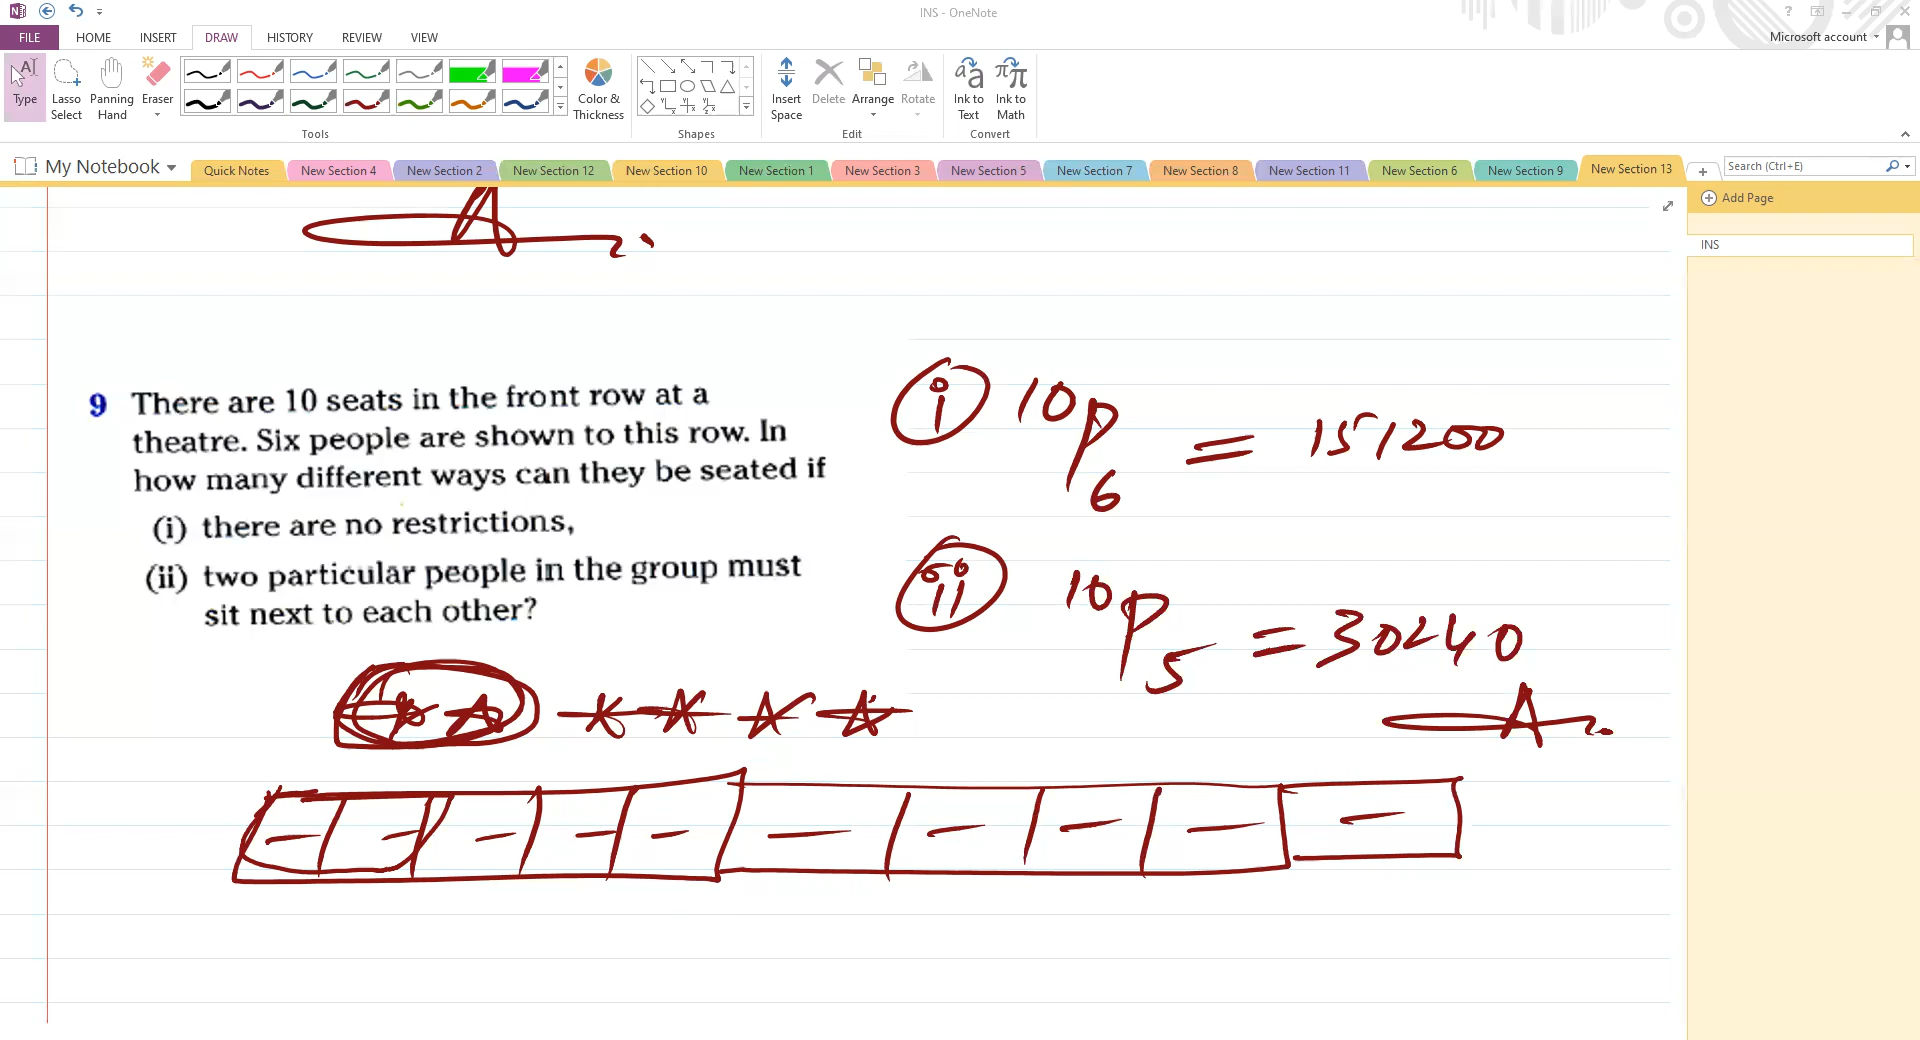 INS - OneNote
FILE HOME INSERT DRAW HISTORY REVIEW VIEW
Microsoft account
Type
Lasso Select
Panning Hand
Eraser
Color & Thickness
Insert Space
Delete
Arrange
Rotate
Ink to Text
Ink to Math
Tools
Shapes
Edit
Convert
My Notebook
Quick Notes New Section 4 New Section 2 New Section 12 New Section 10 New Section 1 New Section 3 New Section 5 New Section 7 New Section 8 New Section 11 New Section 6 New Section 9 New Section 13
Search (Ctrl+E)
Add Page
INS
A
9 There are 10 seats in the front row at a
theatre. Six people are shown to this row. In
how many different ways can they be seated if
(i) there are no restrictions,
(ii) two particular people in the group must
sit next to each other?
i 10P6 = 151200
ii 10P5 = 30240
A